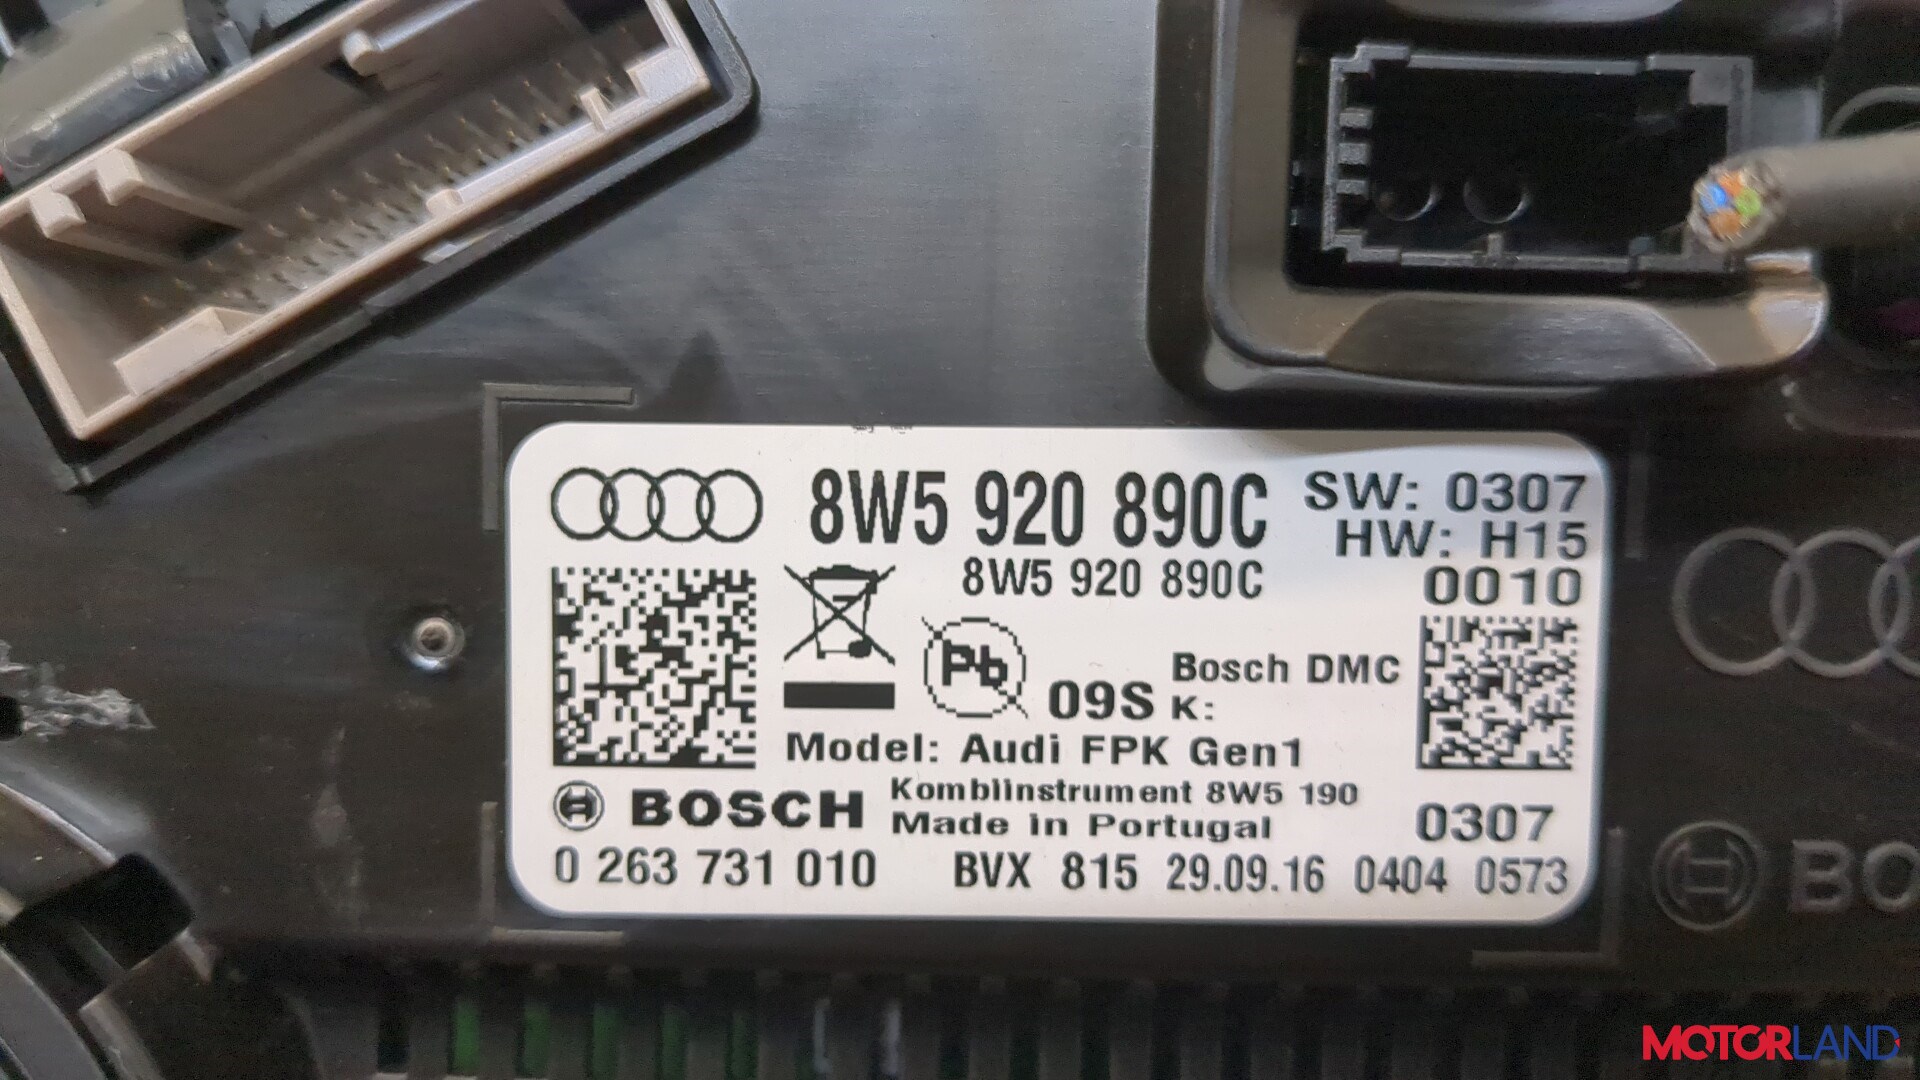 8W5 920 890C
SW: 0307
HW: H15
8W5 920 890C
0010
Pb
09S
Bosch DMC
K:
Model: Audi FPK Gen1
BOSCH
Kombiinstrument 8W5 190
Made in Portugal
0307
0 263 731 010 BVX 815 29.09.16 0404 0573
BO
MOTORLAND